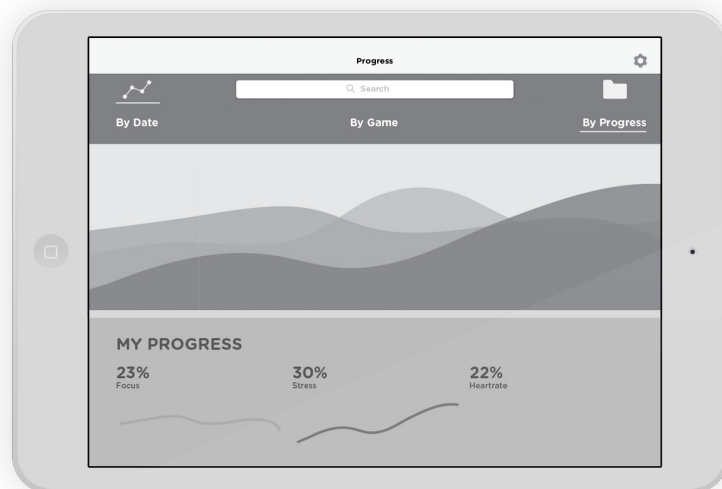 Progress
Search
By Date
By Game
By Progress
MY PROGRESS
23%
Focus
30%
Stress
22%
Heartrate